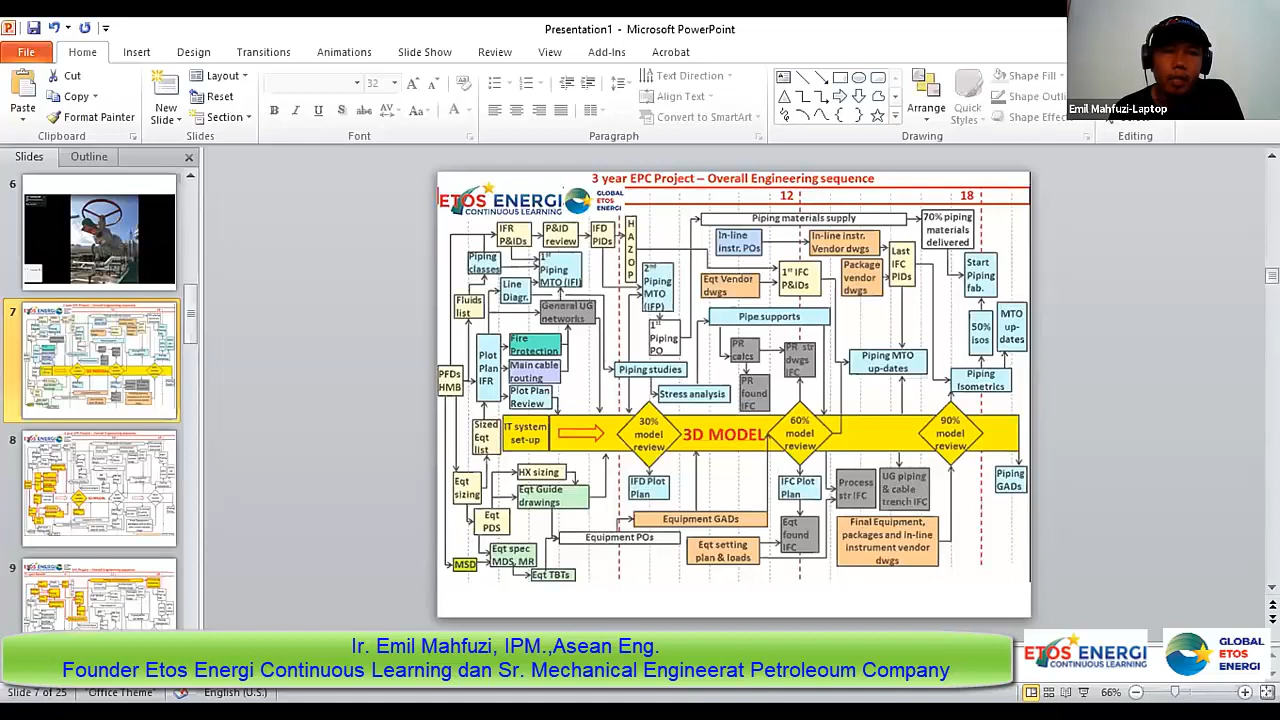 Presentation1 - Microsoft PowerPoint
File Home Insert Design Transitions Animations Slide Show Review View Add-Ins Acrobat
Emil Mahfuzi-Laptop
Paste
Cut
Copy
Format Painter
Clipboard
New
Slide
Layout
Reset
Section
Slides
32
Font
Text Direction
Align Text
Convert to SmartArt
Paragraph
Arrange
Quick
Styles
Shape Fill
Shape Outli
Shape Effec
Drawing
Editing
Slides Outline
6
7
8
9
3 year EPC Project – Overall Engineering sequence
12
18
ETOS ENERGI
CONTINUOUS LEARNING
GLOBAL
ETOS
ENERGI
IFR
P&IDs
P&ID
review
IFD
PIDs
HAZOP
Piping materials supply
70% piping
materials
delivered
In-line
instr. POs
In-line instr.
Vendor dwgs
Last
IFC
PIDs
Piping
classes
1st
Piping
MTO (IFI)
2nd
Piping
MTO
(IFP)
Eqt Vendor
dwgs
1st IFC
P&IDs
Package
vendor
dwgs
Start
Piping
fab.
Line
Diagr.
Fluids
list
General UG
networks
Pipe supports
1st
Piping
PO
50%
isos
MTO
up-
dates
Plot
Plan
IFR
Fire
Protection
Main cable
routing
Plot Plan
Review
PR
calcs
PR str
dwgs
IFC
Piping MTO
up-dates
PFDs
HMB
Piping studies
PR
found
IFC
Piping
Isometrics
Stress analysis
Sized
Eqt
list
IT system
set-up
30%
model
review
3D MODEL
60%
model
review
90%
model
review
Eqt
sizing
HX sizing
Eqt Guide
drawings
IFD Plot
Plan
IFC Plot
Plan
Process
str IFC
UG piping
& cable
trench IFC
Piping
GADs
Eqt
PDS
Equipment GADs
Equipment POs
Eqt
found
IFC
Final Equipment,
packages and in-line
instrument vendor
dwgs
MSD
Eqt spec
MDS, MR
Eqt TBTs
Eqt setting
plan & loads
Ir. Emil Mahfuzi, IPM.,Asean Eng.
Founder Etos Energi Continuous Learning dan Sr. Mechanical Engineerat Petroleoum Company
ETOS ENERGI
CONTINUOUS LEARNING
GLOBAL
ETOS
ENERGI
Slide 7 of 25 "Office Theme" English (U.S.) 66%